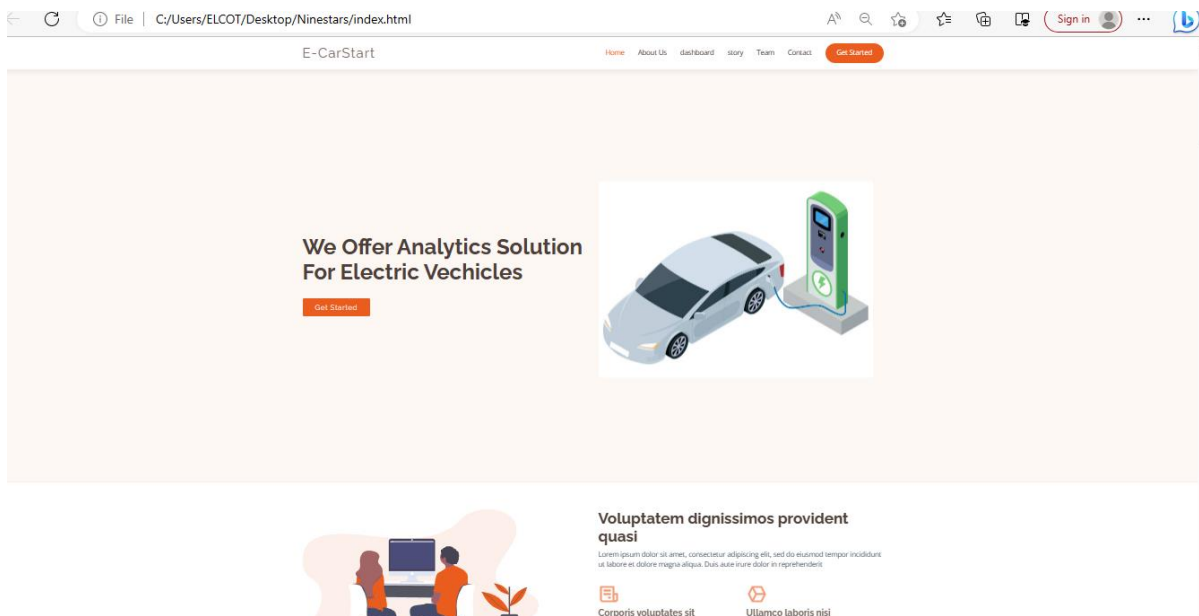 File | C:/Users/ELCOT/Desktop/Ninestars/index.html Sign in
E-CarStart Home About Us dashboard story Team Contact Get Started
We Offer Analytics Solution
For Electric Vechicles
Get Started
Voluptatem dignissimos provident
quasi
Lorem ipsum dolor sit amet, consectetur adipiscing elit, sed do eiusmod tempor incididunt
ut labore et dolore magna aliqua. Duis aute irure dolor in reprehenderit
Corporis voluptates sit Ullamco laboris nisi